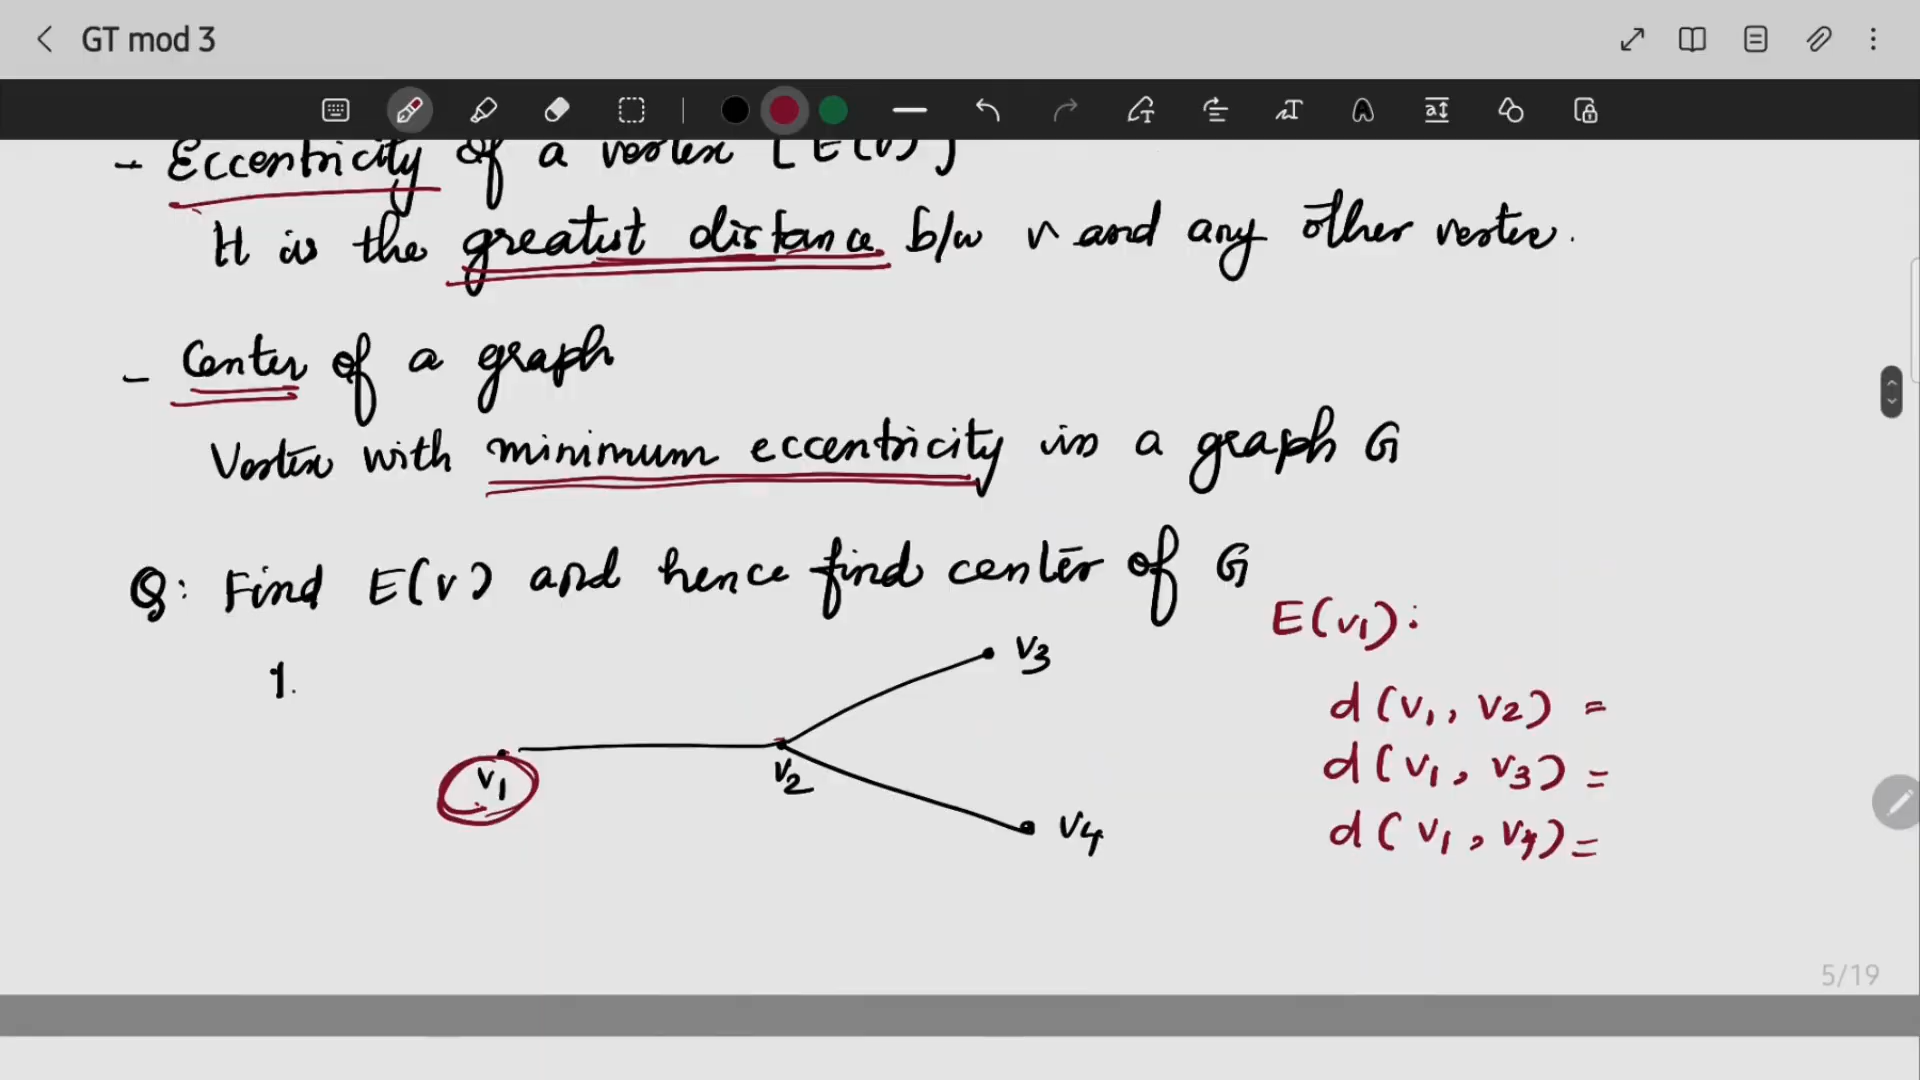 GT mod 3
- Eccentricity of a vertex [E(v)]
It is the greatest distance b/w v and any other vertex.
- Center of a graph
Vertex with minimum eccentricity in a graph G
Q: Find E(v) and hence find center of G
E(v1):
1.
v3
d(v1, v2) =
v1
v2
d(v1, v3) =
v4
d(v1, v4) =
5/19